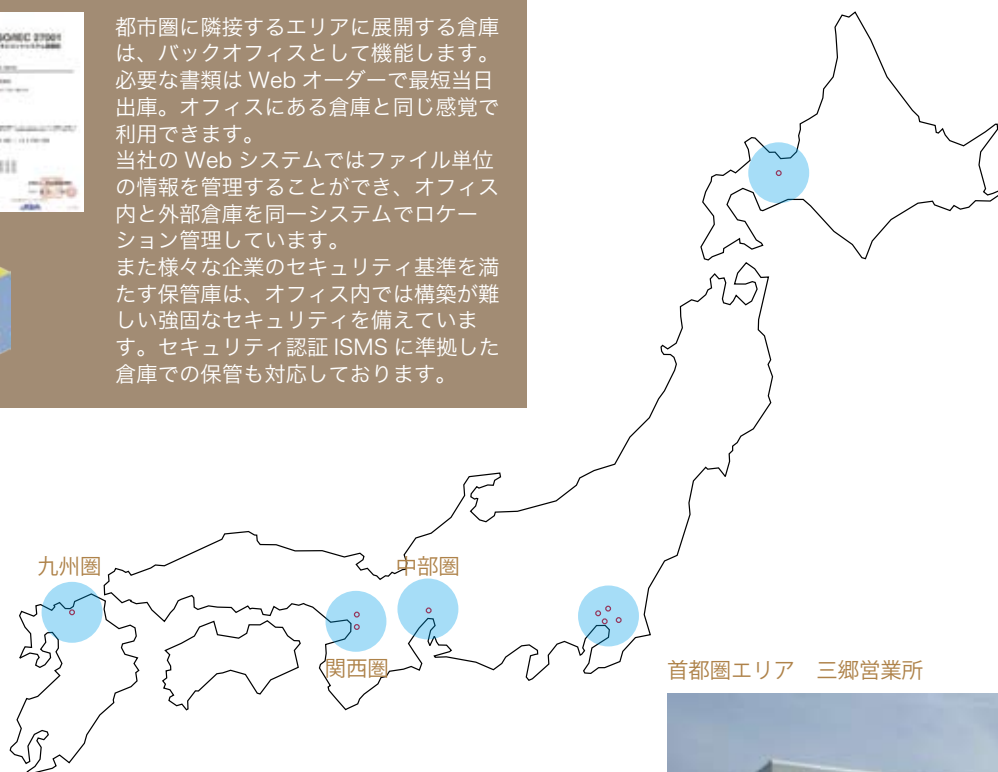 都市圏に隣接するエリアに展開する倉庫
は、バックオフィスとして機能します。
必要な書類は Web オーダーで最短当日
出庫。オフィスにある倉庫と同じ感覚で
利用できます。
当社の Web システムではファイル単位
の情報を管理することができ、オフィス
内と外部倉庫を同一システムでロケー
ション管理しています。
また様々な企業のセキュリティ基準を満
たす保管庫は、オフィス内では構築が難
しい強固なセキュリティを備えていま
す。セキュリティ認証 ISMS に準拠した
倉庫での保管も対応しております。
九州圏
中部圏
関西圏
首都圏エリア　三郷営業所